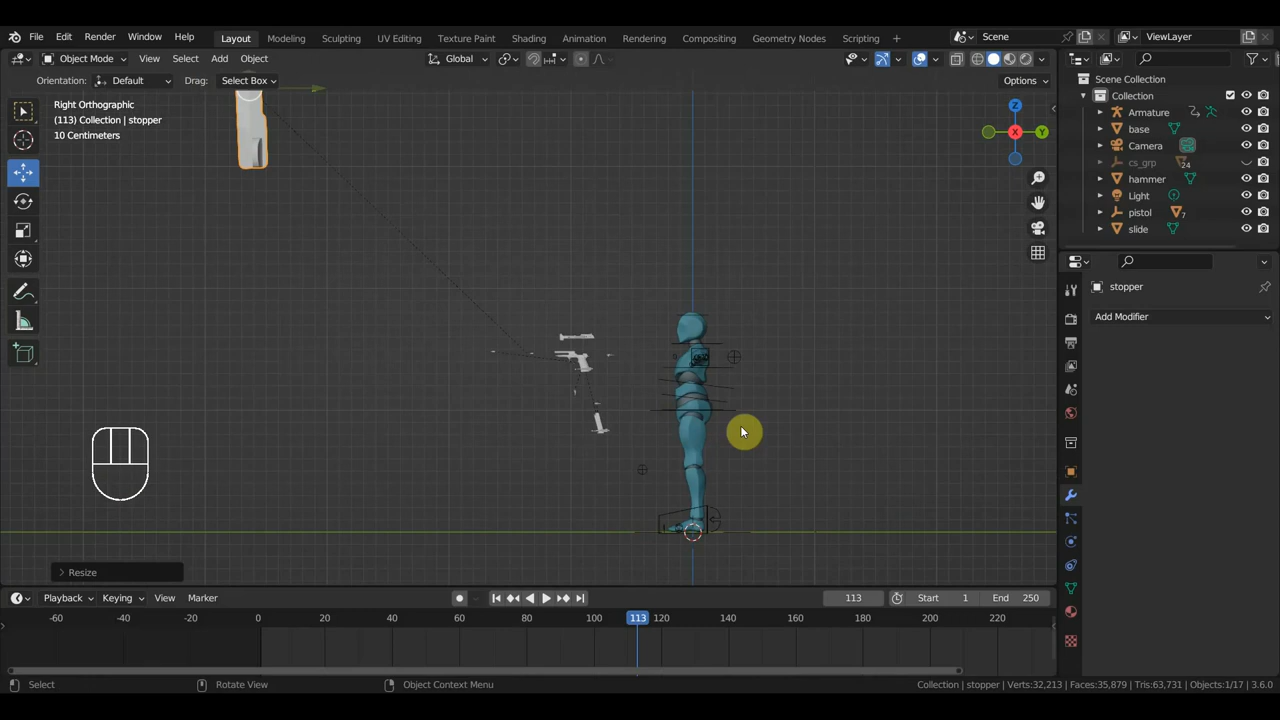 File Edit Render Window Help Layout Modeling Sculpting UV Editing Texture Paint Shading Animation Rendering Compositing Geometry Nodes Scripting + Scene ViewLayer
Object Mode View Select Add Object Global
Orientation: Default Drag: Select Box Options
Right Orthographic
(113) Collection | stopper
10 Centimeters
Z
X
Y
Scene Collection
Collection
Armature
base
Camera
cs_grp 24
hammer
Light
pistol 7
slide
stopper
Add Modifier
Resize
Playback Keying View Marker 113 Start 1 End 250
-60 -40 -20 0 20 40 60 80 100 113 120 140 160 180 200 220
Select Rotate View Object Context Menu Collection | stopper | Verts:32,213 | Faces:35,879 | Tris:63,731 | Objects:1/17 | 3.6.0